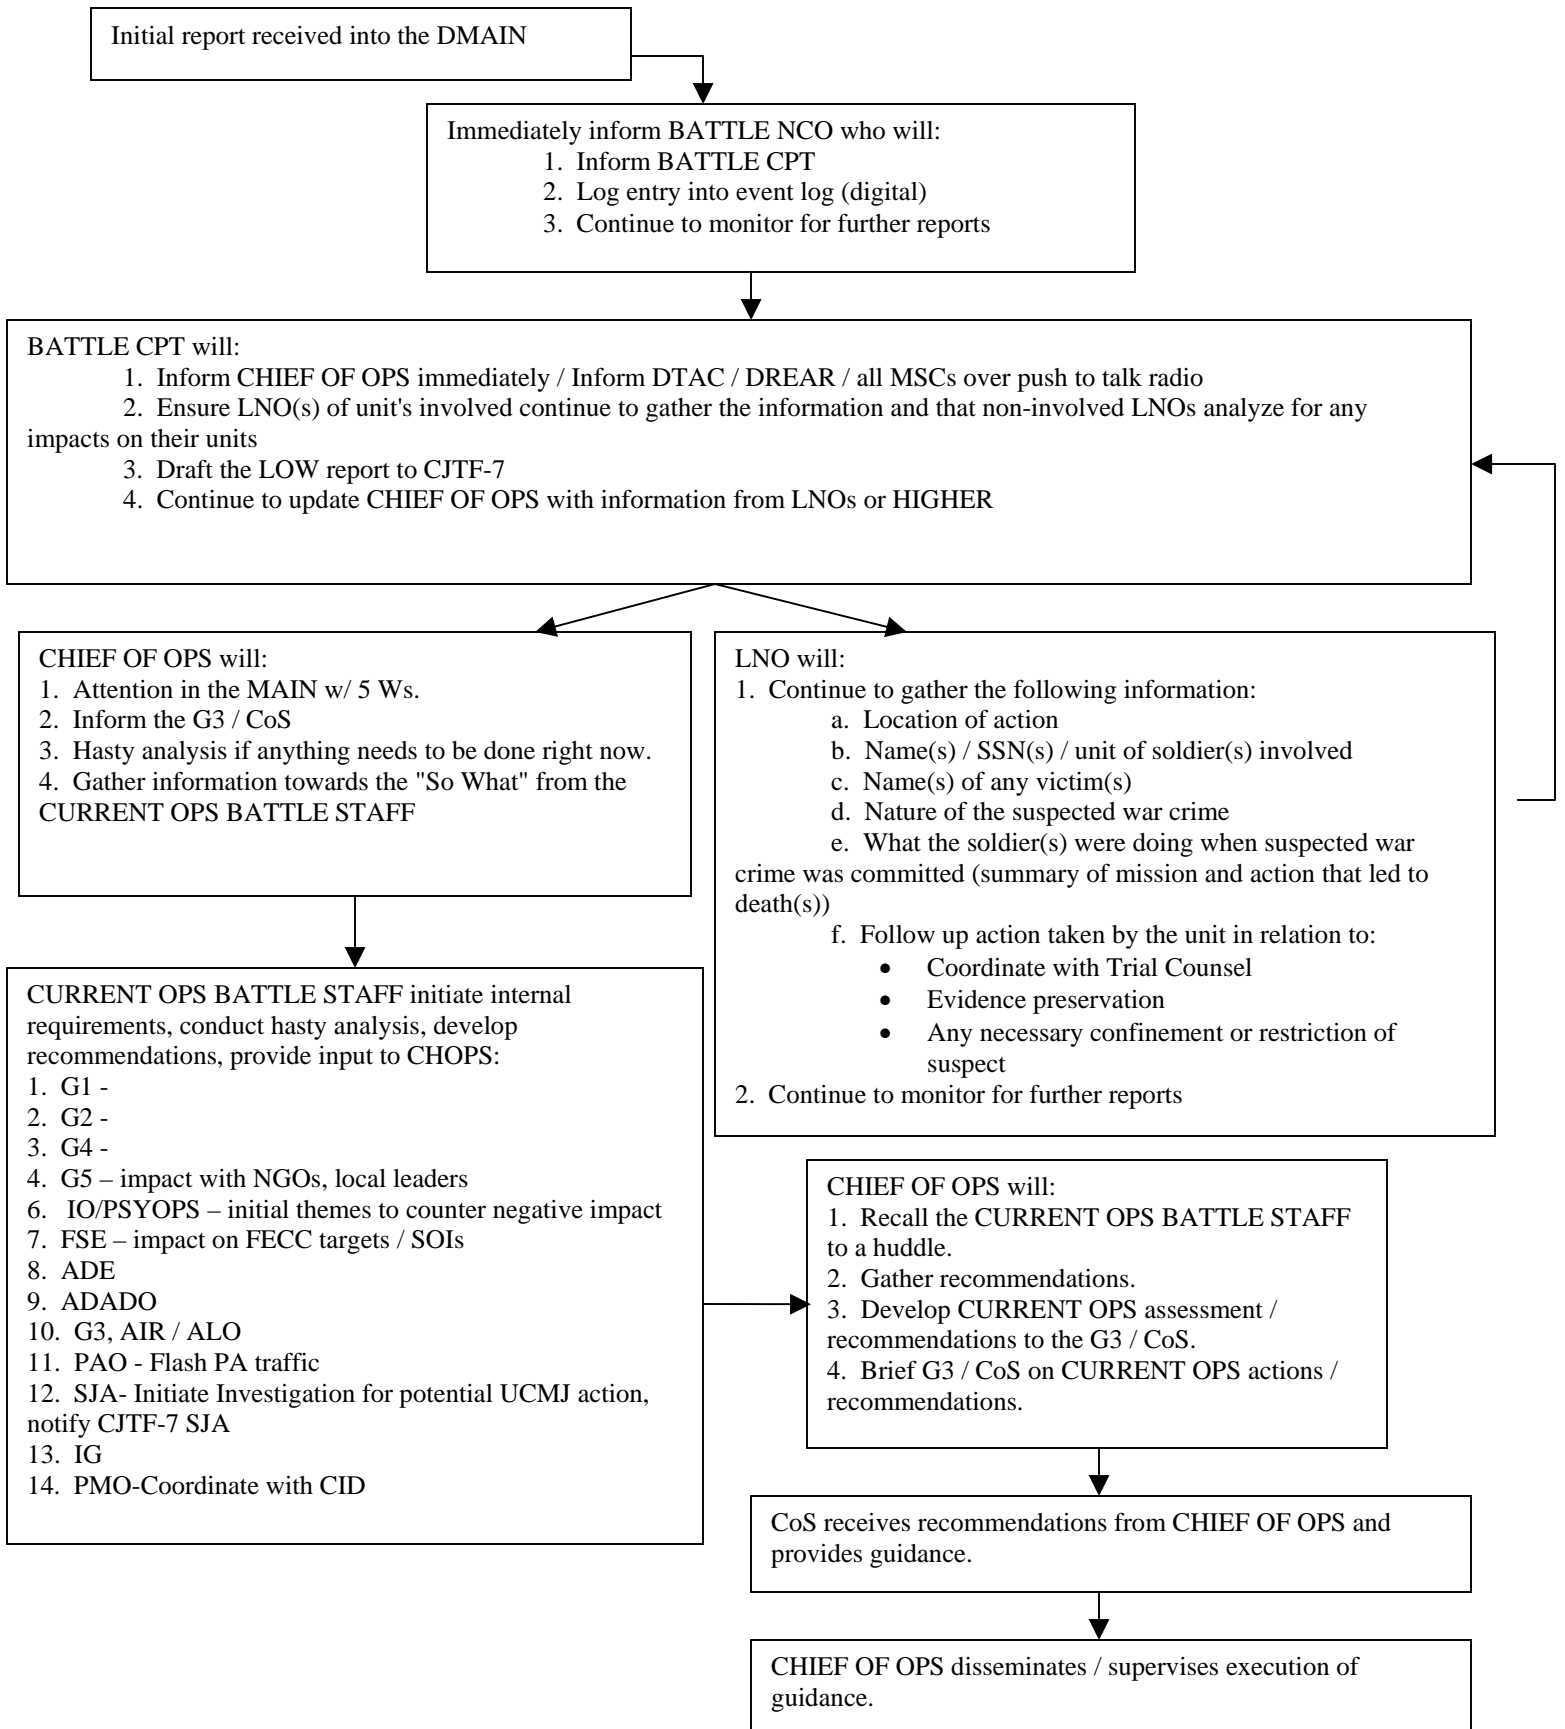 Initial report received into the DMAIN
Immediately inform BATTLE NCO who will:
1. Inform BATTLE CPT
2. Log entry into event log (digital)
3. Continue to monitor for further reports
BATTLE CPT will:
1. Inform CHIEF OF OPS immediately / Inform DTAC / DREAR / all MSCs over push to talk radio
2. Ensure LNO(s) of unit's involved continue to gather the information and that non-involved LNOs analyze for any
impacts on their units
3. Draft the LOW report to CJTF-7
4. Continue to update CHIEF OF OPS with information from LNOs or HIGHER
CHIEF OF OPS will:
1. Attention in the MAIN w/ 5 Ws.
2. Inform the G3 / CoS
3. Hasty analysis if anything needs to be done right now.
4. Gather information towards the "So What" from the
CURRENT OPS BATTLE STAFF
LNO will:
1. Continue to gather the following information:
a. Location of action
b. Name(s) / SSN(s) / unit of soldier(s) involved
c. Name(s) of any victim(s)
d. Nature of the suspected war crime
e. What the soldier(s) were doing when suspected war
crime was committed (summary of mission and action that led to
death(s))
f. Follow up action taken by the unit in relation to:
• Coordinate with Trial Counsel
• Evidence preservation
• Any necessary confinement or restriction of
suspect
2. Continue to monitor for further reports
CURRENT OPS BATTLE STAFF initiate internal
requirements, conduct hasty analysis, develop
recommendations, provide input to CHOPS:
1. G1 -
2. G2 -
3. G4 -
4. G5 – impact with NGOs, local leaders
6. IO/PSYOPS – initial themes to counter negative impact
7. FSE – impact on FECC targets / SOIs
8. ADE
9. ADADO
10. G3, AIR / ALO
11. PAO - Flash PA traffic
12. SJA- Initiate Investigation for potential UCMJ action,
notify CJTF-7 SJA
13. IG
14. PMO-Coordinate with CID
CHIEF OF OPS will:
1. Recall the CURRENT OPS BATTLE STAFF
to a huddle.
2. Gather recommendations.
3. Develop CURRENT OPS assessment /
recommendations to the G3 / CoS.
4. Brief G3 / CoS on CURRENT OPS actions /
recommendations.
CoS receives recommendations from CHIEF OF OPS and
provides guidance.
CHIEF OF OPS disseminates / supervises execution of
guidance.